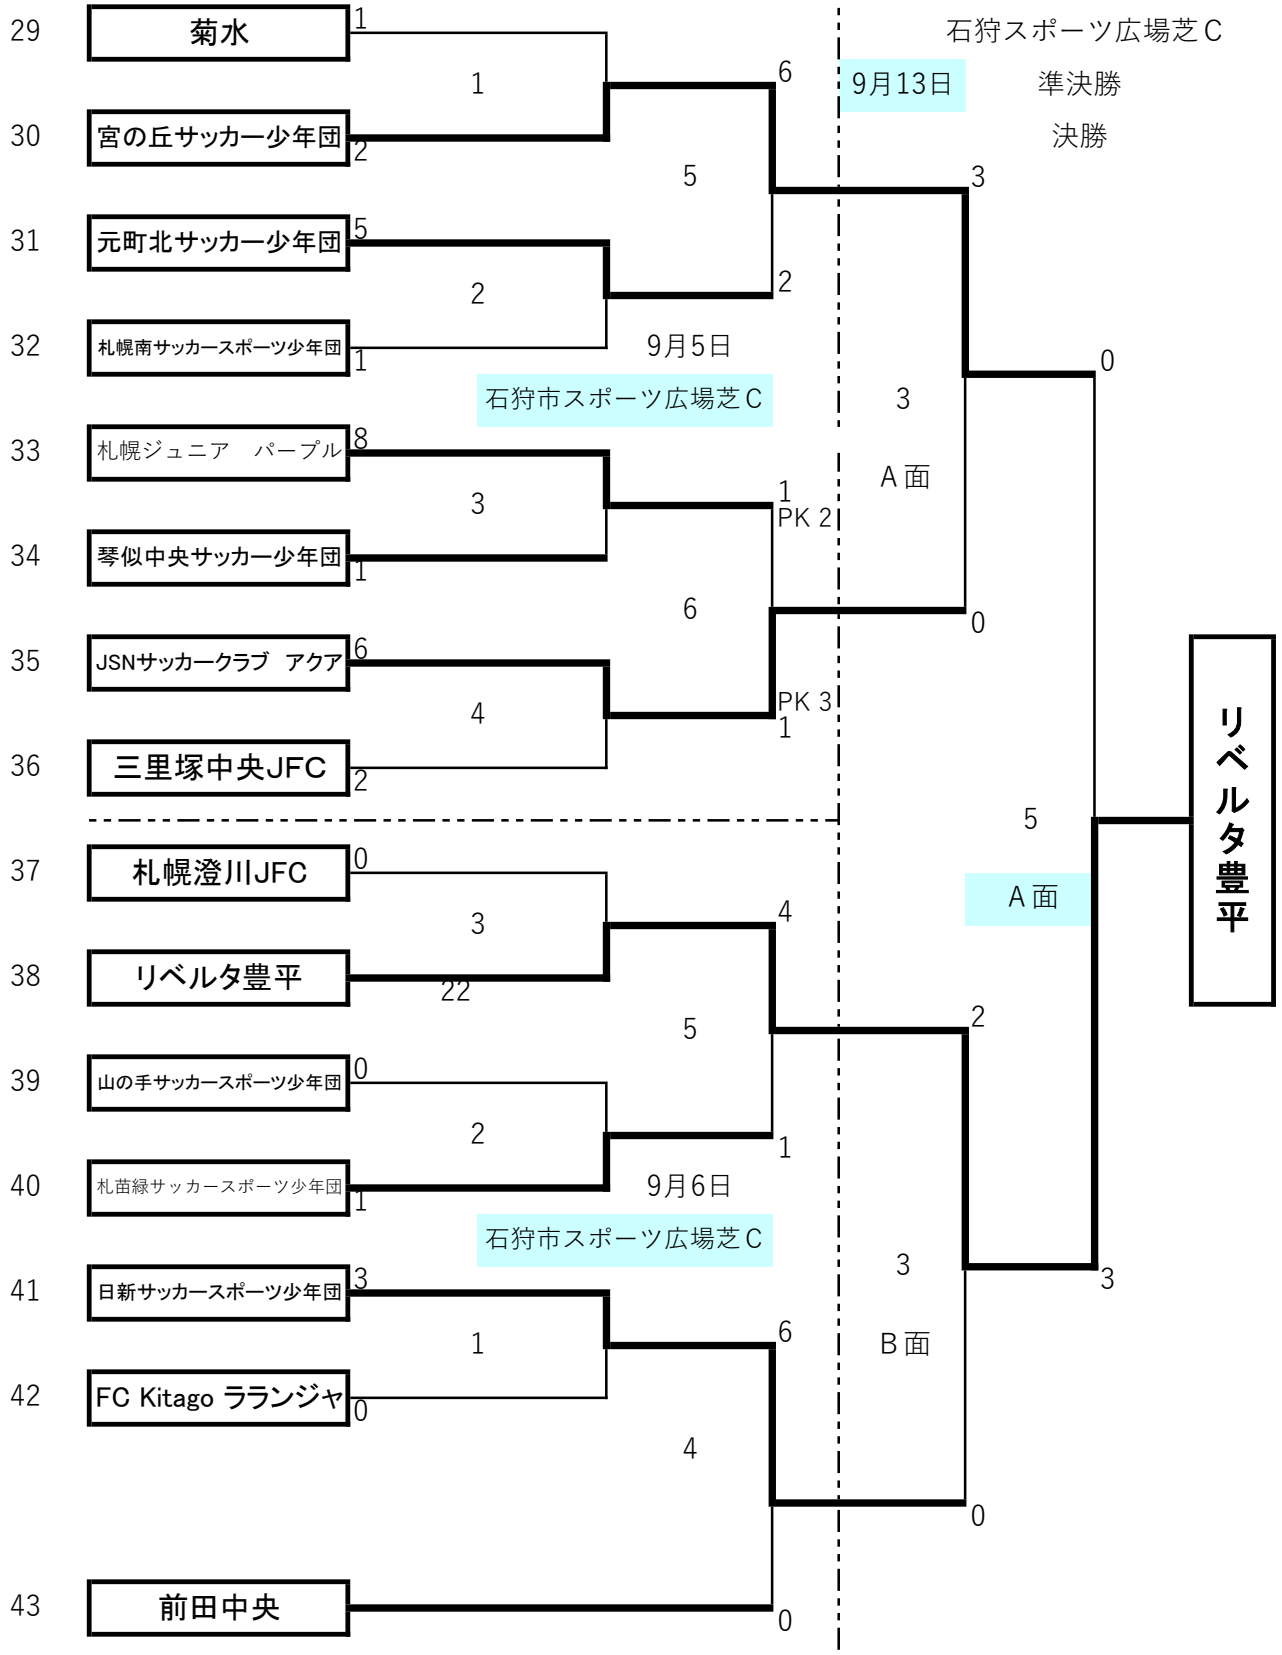 29 菊水 1
石狩スポーツ広場芝C
1
6
9月13日 準決勝
30 宮の丘サッカー少年団 2
決勝
5
3
31 元町北サッカー少年団 5
2
2
32 札幌南サッカースポーツ少年団 1
9月5日
0
石狩市スポーツ広場芝C
3
33 札幌ジュニア　パープル 8
A面
3
1
PK 2
34 琴似中央サッカー少年団 1
6
0
35 JSNサッカークラブ　アクア 6
4
PK 3
1
36 三里塚中央JFC 2
リベルタ豊平
5
37 札幌澄川JFC 0
A面
3
4
38 リベルタ豊平 22
5
2
39 山の手サッカースポーツ少年団 0
2
1
40 札苗緑サッカースポーツ少年団 1
9月6日
石狩市スポーツ広場芝C
3
3
41 日新サッカースポーツ少年団 3
1
6
B面
42 FC Kitago ラランジャ 0
4
0
43 前田中央
0